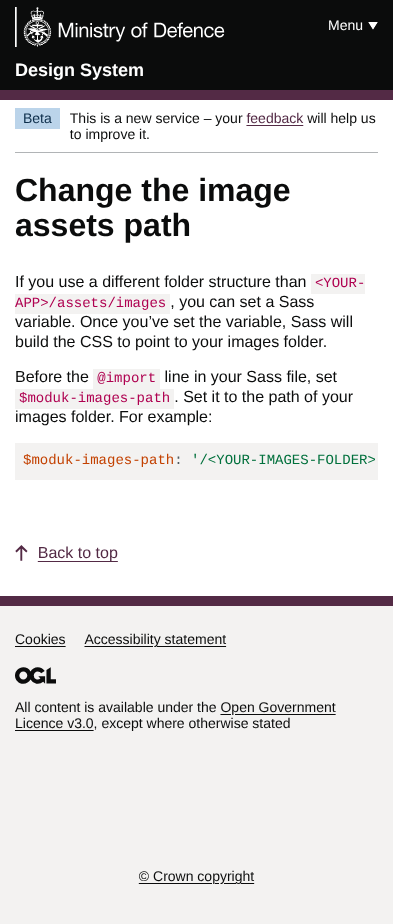 Ministry of Defence
Menu
Design System
Beta
This is a new service – your feedback will help us
to improve it.
Change the image
assets path
If you use a different folder structure than <YOUR-
APP>/assets/images , you can set a Sass
variable. Once you’ve set the variable, Sass will
build the CSS to point to your images folder.
Before the @import line in your Sass file, set
$moduk-images-path . Set it to the path of your
images folder. For example:
$moduk-images-path: '/<YOUR-IMAGES-FOLDER>
Back to top
Cookies Accessibility statement
OGL
All content is available under the Open Government
Licence v3.0, except where otherwise stated
© Crown copyright